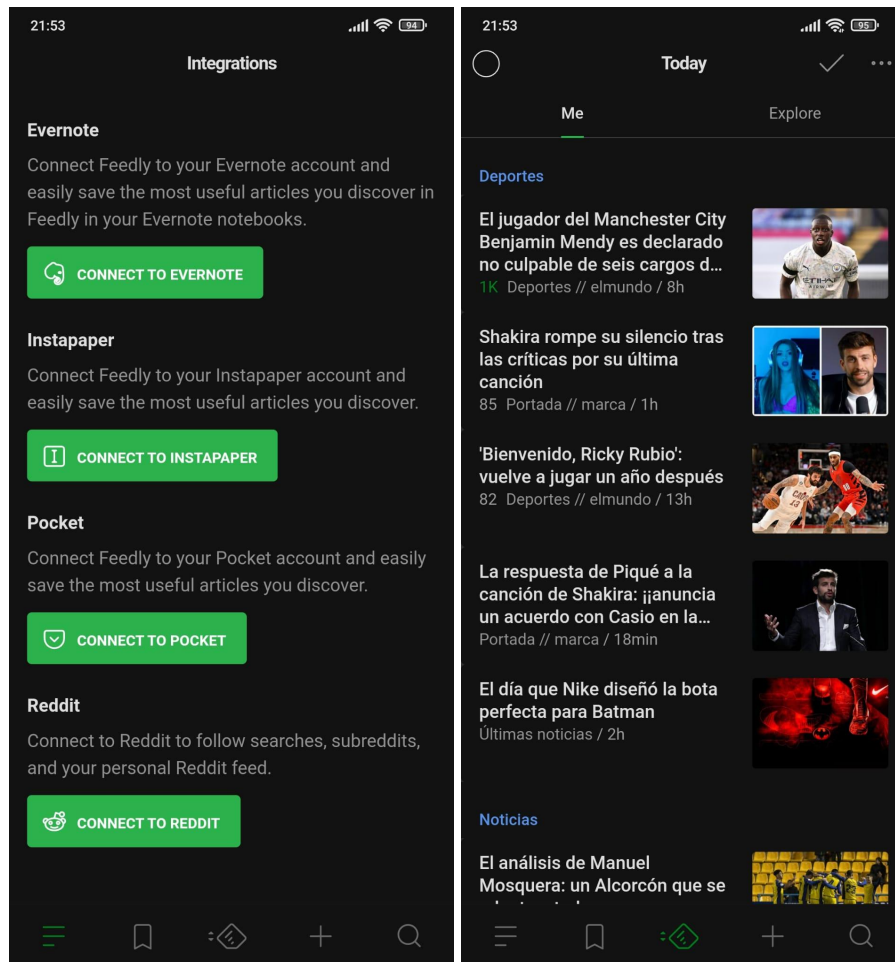 21:53
94
Integrations
Evernote
Connect Feedly to your Evernote account and
easily save the most useful articles you discover in
Feedly in your Evernote notebooks.
CONNECT TO EVERNOTE
Instapaper
Connect Feedly to your Instapaper account and
easily save the most useful articles you discover.
CONNECT TO INSTAPAPER
Pocket
Connect Feedly to your Pocket account and easily
save the most useful articles you discover.
CONNECT TO POCKET
Reddit
Connect to Reddit to follow searches, subreddits,
and your personal Reddit feed.
CONNECT TO REDDIT
21:53
95
Today
Me
Explore
Deportes
El jugador del Manchester City
Benjamin Mendy es declarado
no culpable de seis cargos d...
1K Deportes // elmundo / 8h
Shakira rompe su silencio tras
las críticas por su última
canción
85 Portada // marca / 1h
'Bienvenido, Ricky Rubio':
vuelve a jugar un año después
82 Deportes // elmundo / 13h
La respuesta de Piqué a la
canción de Shakira: ¡¡anuncia
un acuerdo con Casio en la...
Portada // marca / 18min
El día que Nike diseñó la bota
perfecta para Batman
Últimas noticias / 2h
Noticias
El análisis de Manuel
Mosquera: un Alcorcón que se